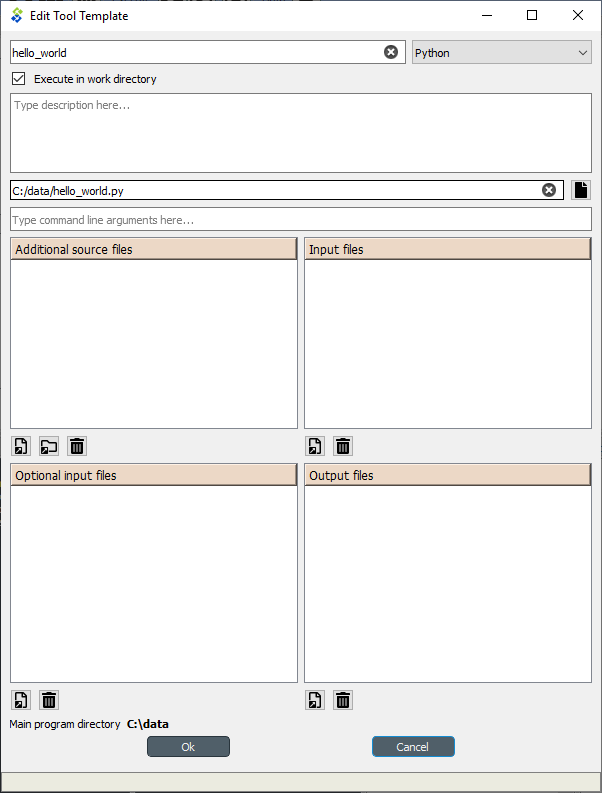 Edit Tool Template
hello_world
Python
Execute in work directory
Type description here...
C:/data/hello_world.py
Type command line arguments here...
Additional source files
Input files
Optional input files
Output files
Main program directory C:\data
Ok
Cancel